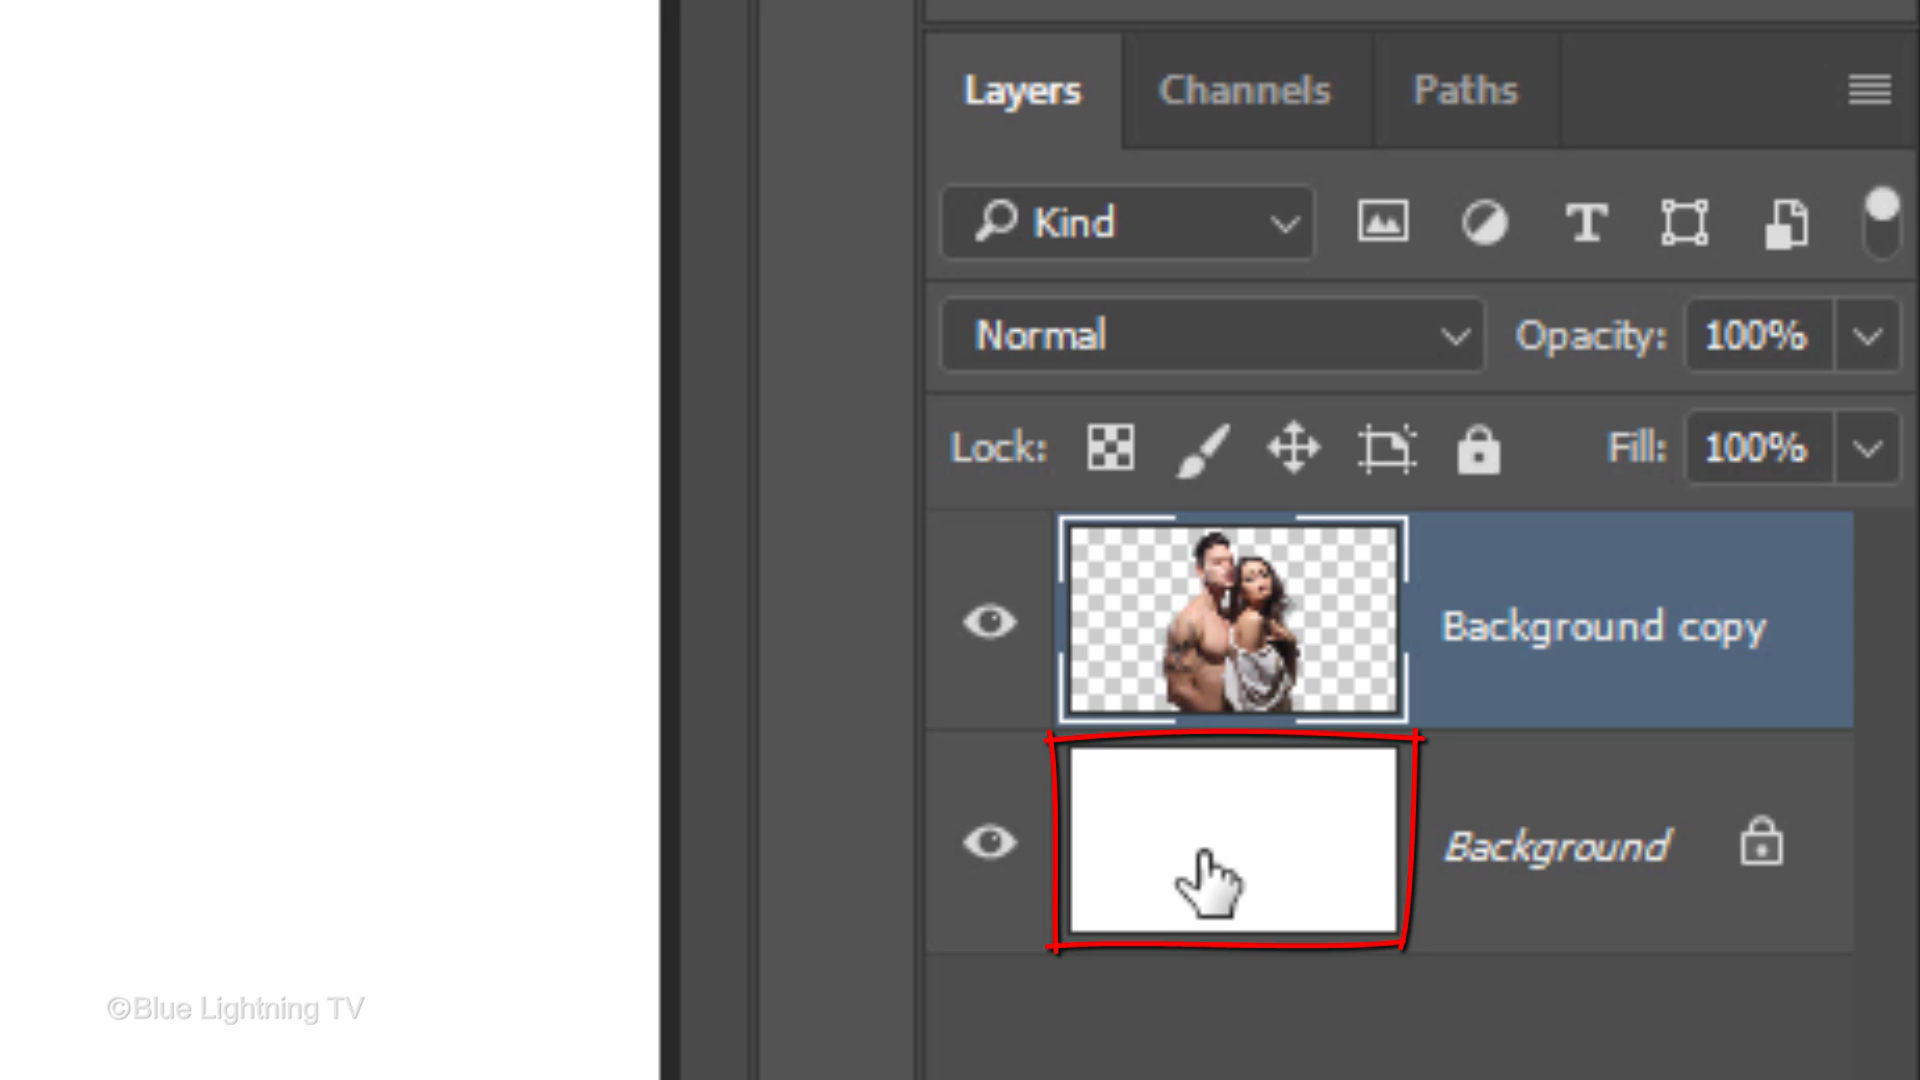 Layers Channels Paths
Kind
Normal Opacity: 100%
Lock: Fill: 100%
Background copy
Background
©Blue Lightning TV